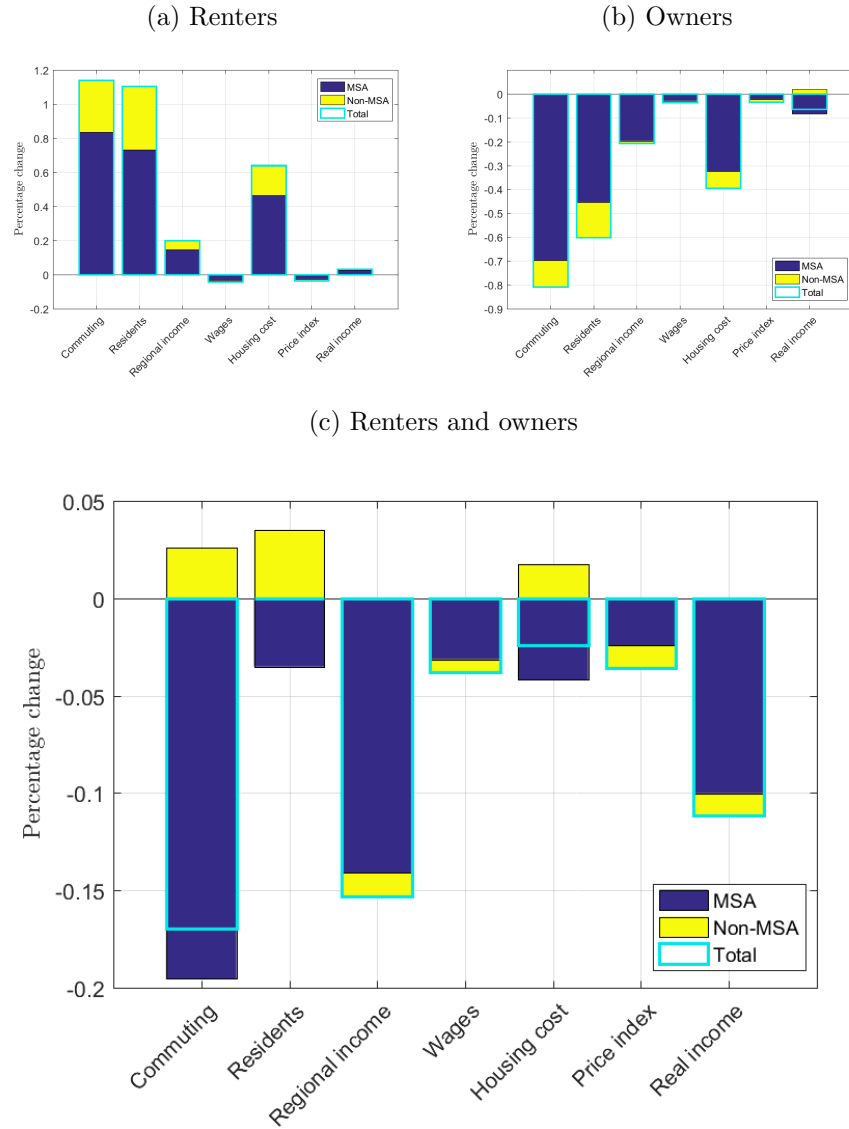 (a) Renters
1.2
1
0.8
0.6
0.4
0.2
0
-0.2
Percentage change
MSA
Non-MSA
Total
Commuting
Residents
Regional income
Wages
Housing cost
Price index
Real income
(b) Owners
0
-0.1
-0.2
-0.3
-0.4
-0.5
-0.6
-0.7
-0.8
-0.9
Percentage change
MSA
Non-MSA
Total
Commuting
Residents
Regional income
Wages
Housing cost
Price index
Real income
(c) Renters and owners
0.05
0
-0.05
-0.1
-0.15
-0.2
Percentage change
MSA
Non-MSA
Total
Commuting
Residents
Regional income
Wages
Housing cost
Price index
Real income